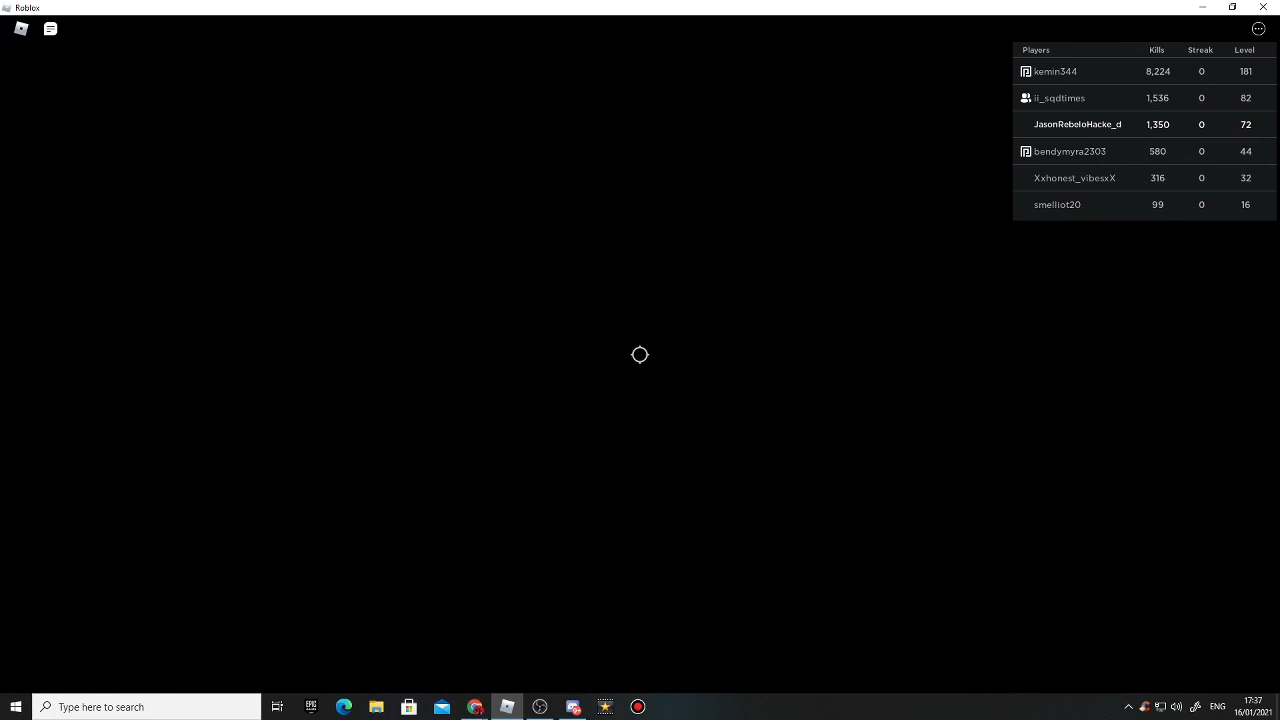 Roblox
Players Kills Streak Level
kemin344 8,224 0 181
ii_sqdtimes 1,536 0 82
JasonRebeloHacke_d 1,350 0 72
bendymyra2303 580 0 44
Xxhonest_vibesxX 316 0 32
smelliot20 99 0 16
Type here to search
EPIC
ENG
17:37
16/01/2021